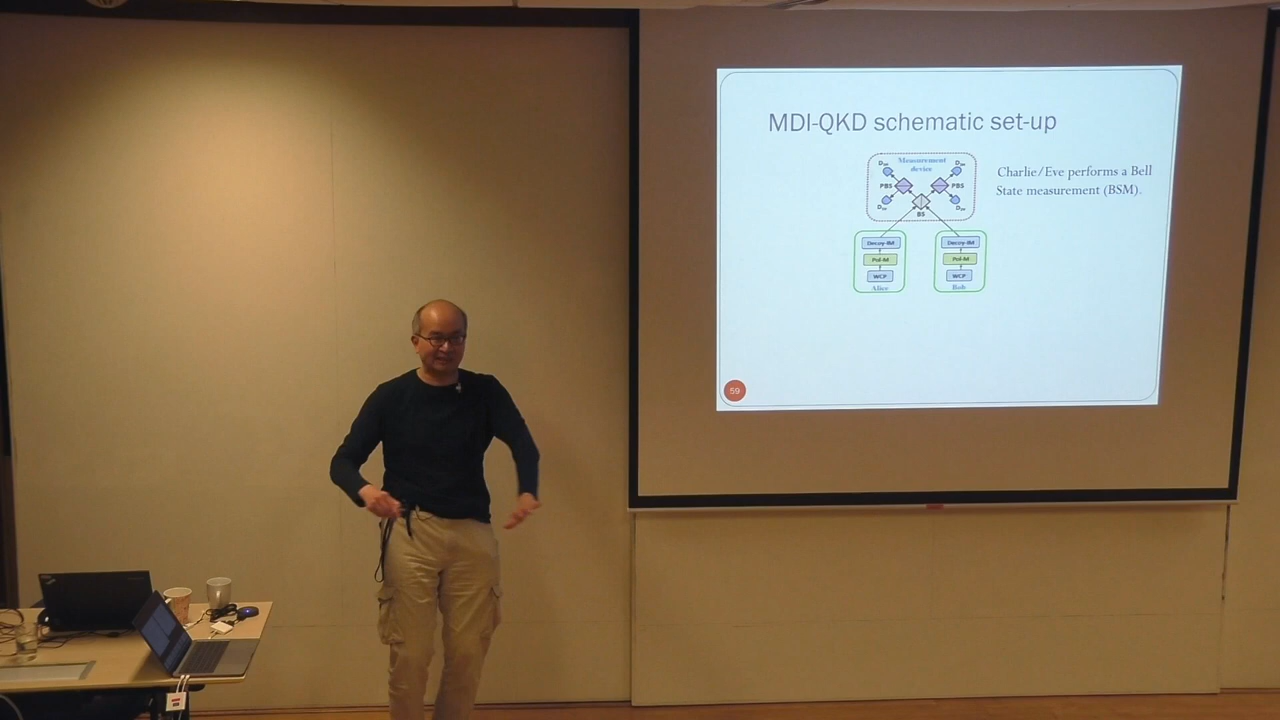 MDI-QKD schematic set-up
Measurement
device
PBS
PBS
BS
Charlie/Eve performs a Bell
State measurement (BSM).
Decoy-IM
Decoy-IM
Pol-M
Pol-M
WCP
WCP
Alice
Bob
59